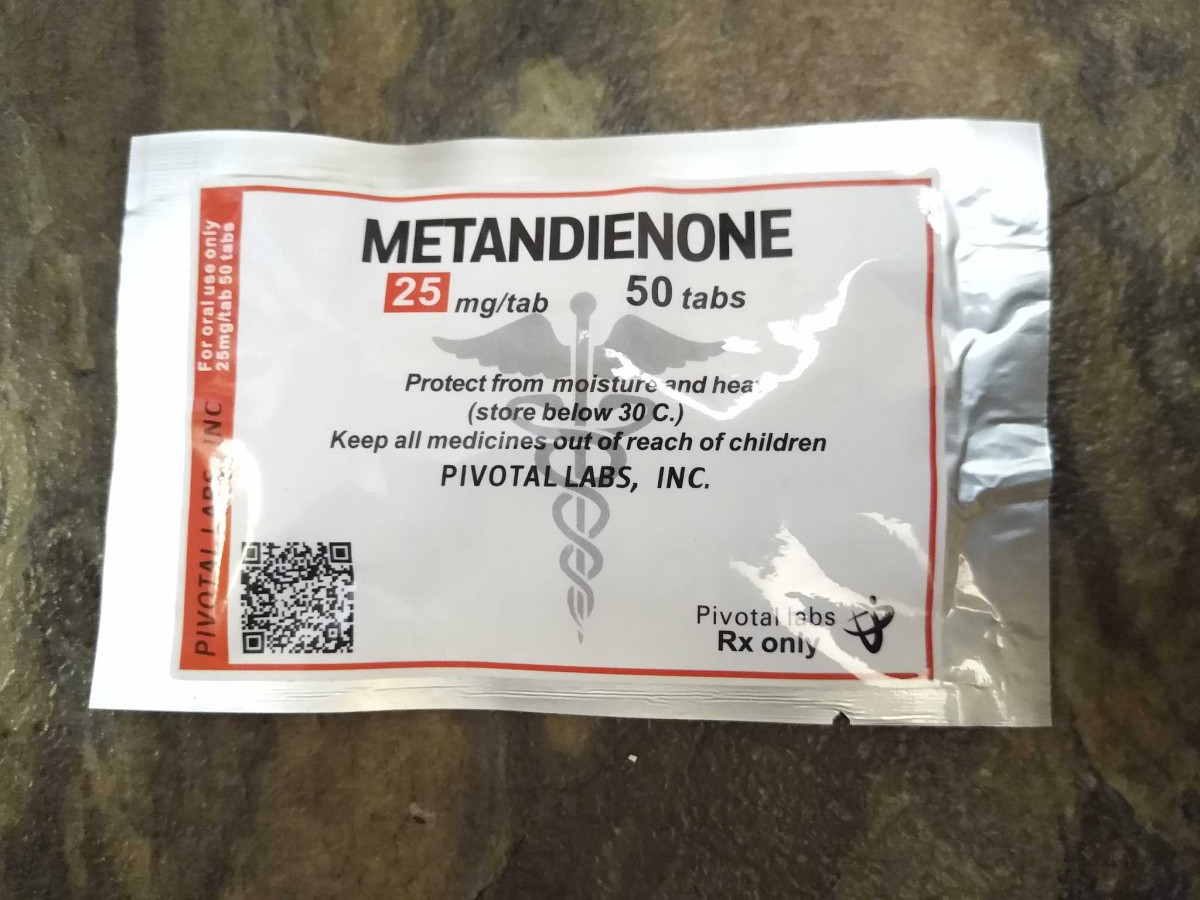 METANDIENONE
25 mg/tab 50 tabs
Protect from moisture and hea
(store below 30 C.)
Keep all medicines out of reach of children
PIVOTAL LABS, INC.
Pivotal labs
Rx only
For oral use only
25mg/tab 50 tabs
PIVOTAL LABS, INC